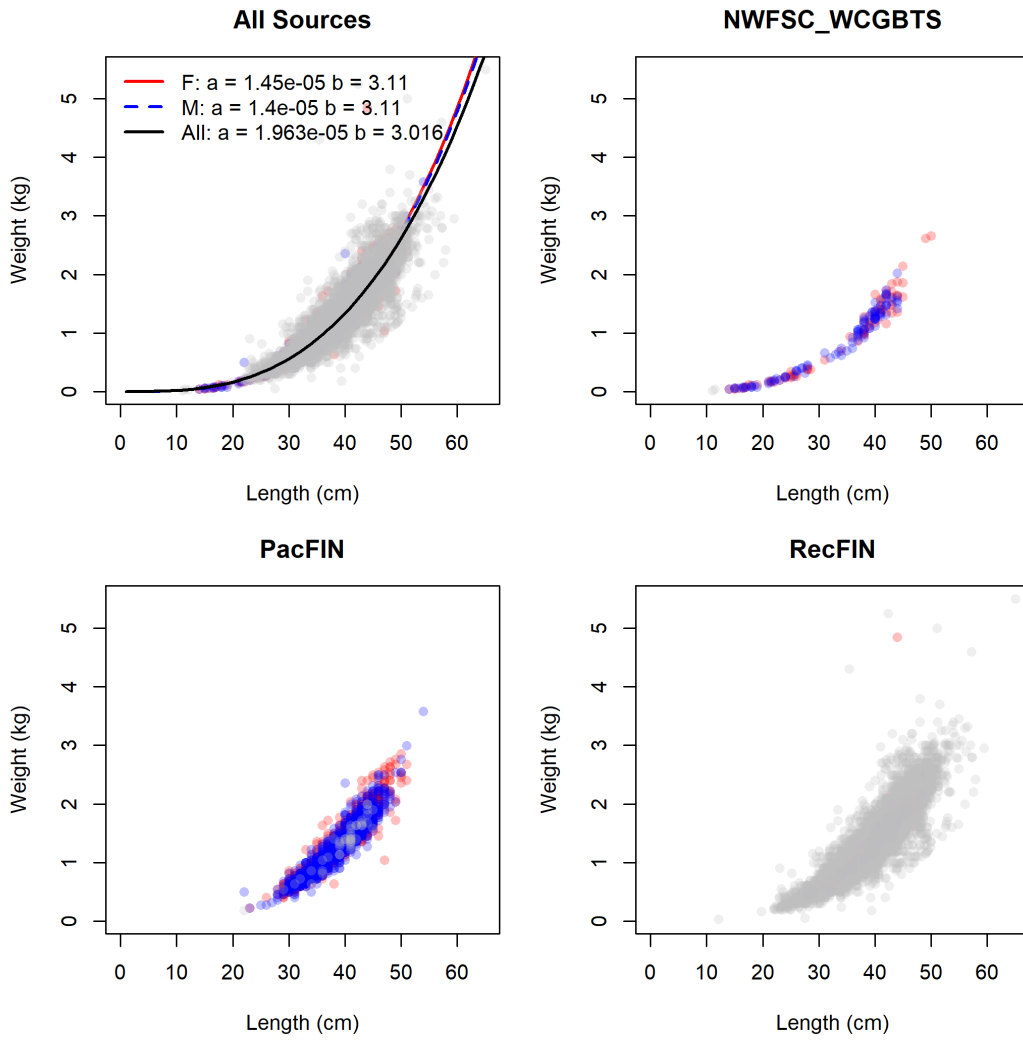 All Sources
F: a = 1.45e-05 b = 3.11
M: a = 1.4e-05 b = 3.11
All: a = 1.963e-05 b = 3.016
Weight (kg)
5
4
3
2
1
0
0 10 20 30 40 50 60
Length (cm)
NWFSC_WCGBTS
Weight (kg)
5
4
3
2
1
0
0 10 20 30 40 50 60
Length (cm)
PacFIN
Weight (kg)
5
4
3
2
1
0
0 10 20 30 40 50 60
Length (cm)
RecFIN
Weight (kg)
5
4
3
2
1
0
0 10 20 30 40 50 60
Length (cm)